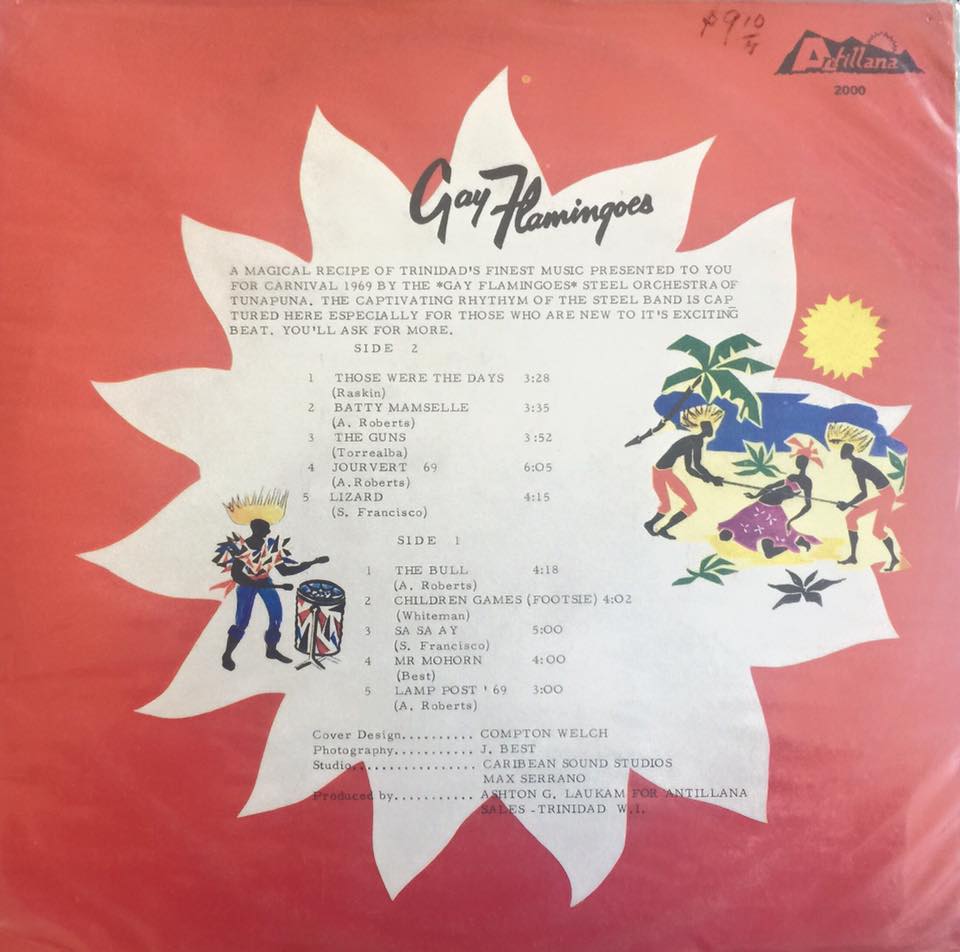 $9 10
Antillana
2000
Gay Flamingoes
A MAGICAL RECIPE OF TRINIDAD'S FINEST MUSIC PRESENTED TO YOU
FOR CARNIVAL 1969 BY THE *GAY FLAMINGOES* STEEL ORCHESTRA OF
TUNAPUNA. THE CAPTIVATING RHYTHYM OF THE STEEL BAND IS CAP_
TURED HERE ESPECIALLY FOR THOSE WHO ARE NEW TO IT'S EXCITING
BEAT. YOU'LL ASK FOR MORE.
SIDE 2
1 THOSE WERE THE DAYS 3:28
(Raskin)
2 BATTY MAMSELLE 3:35
(A. Roberts)
3 THE GUNS 3:52
(Torrealba)
4 JOURVERT 69 6:05
(A.Roberts)
5 LIZARD 4:15
(S. Francisco)
SIDE 1
1 THE BULL 4:18
(A. Roberts)
2 CHILDREN GAMES (FOOTSIE) 4:02
(Whiteman)
3 SA SA AY 5:00
(S. Francisco)
4 MR MOHORN 4:00
(Best)
5 LAMP POST '69 3:00
(A. Roberts)
Cover Design.......... COMPTON WELCH
Photography........... J. BEST
Studio................. CARIBEAN SOUND STUDIOS
MAX SERRANO
Produced by........... ASHTON G. LAUKAM FOR ANTILLANA
SALES - TRINIDAD W.I.